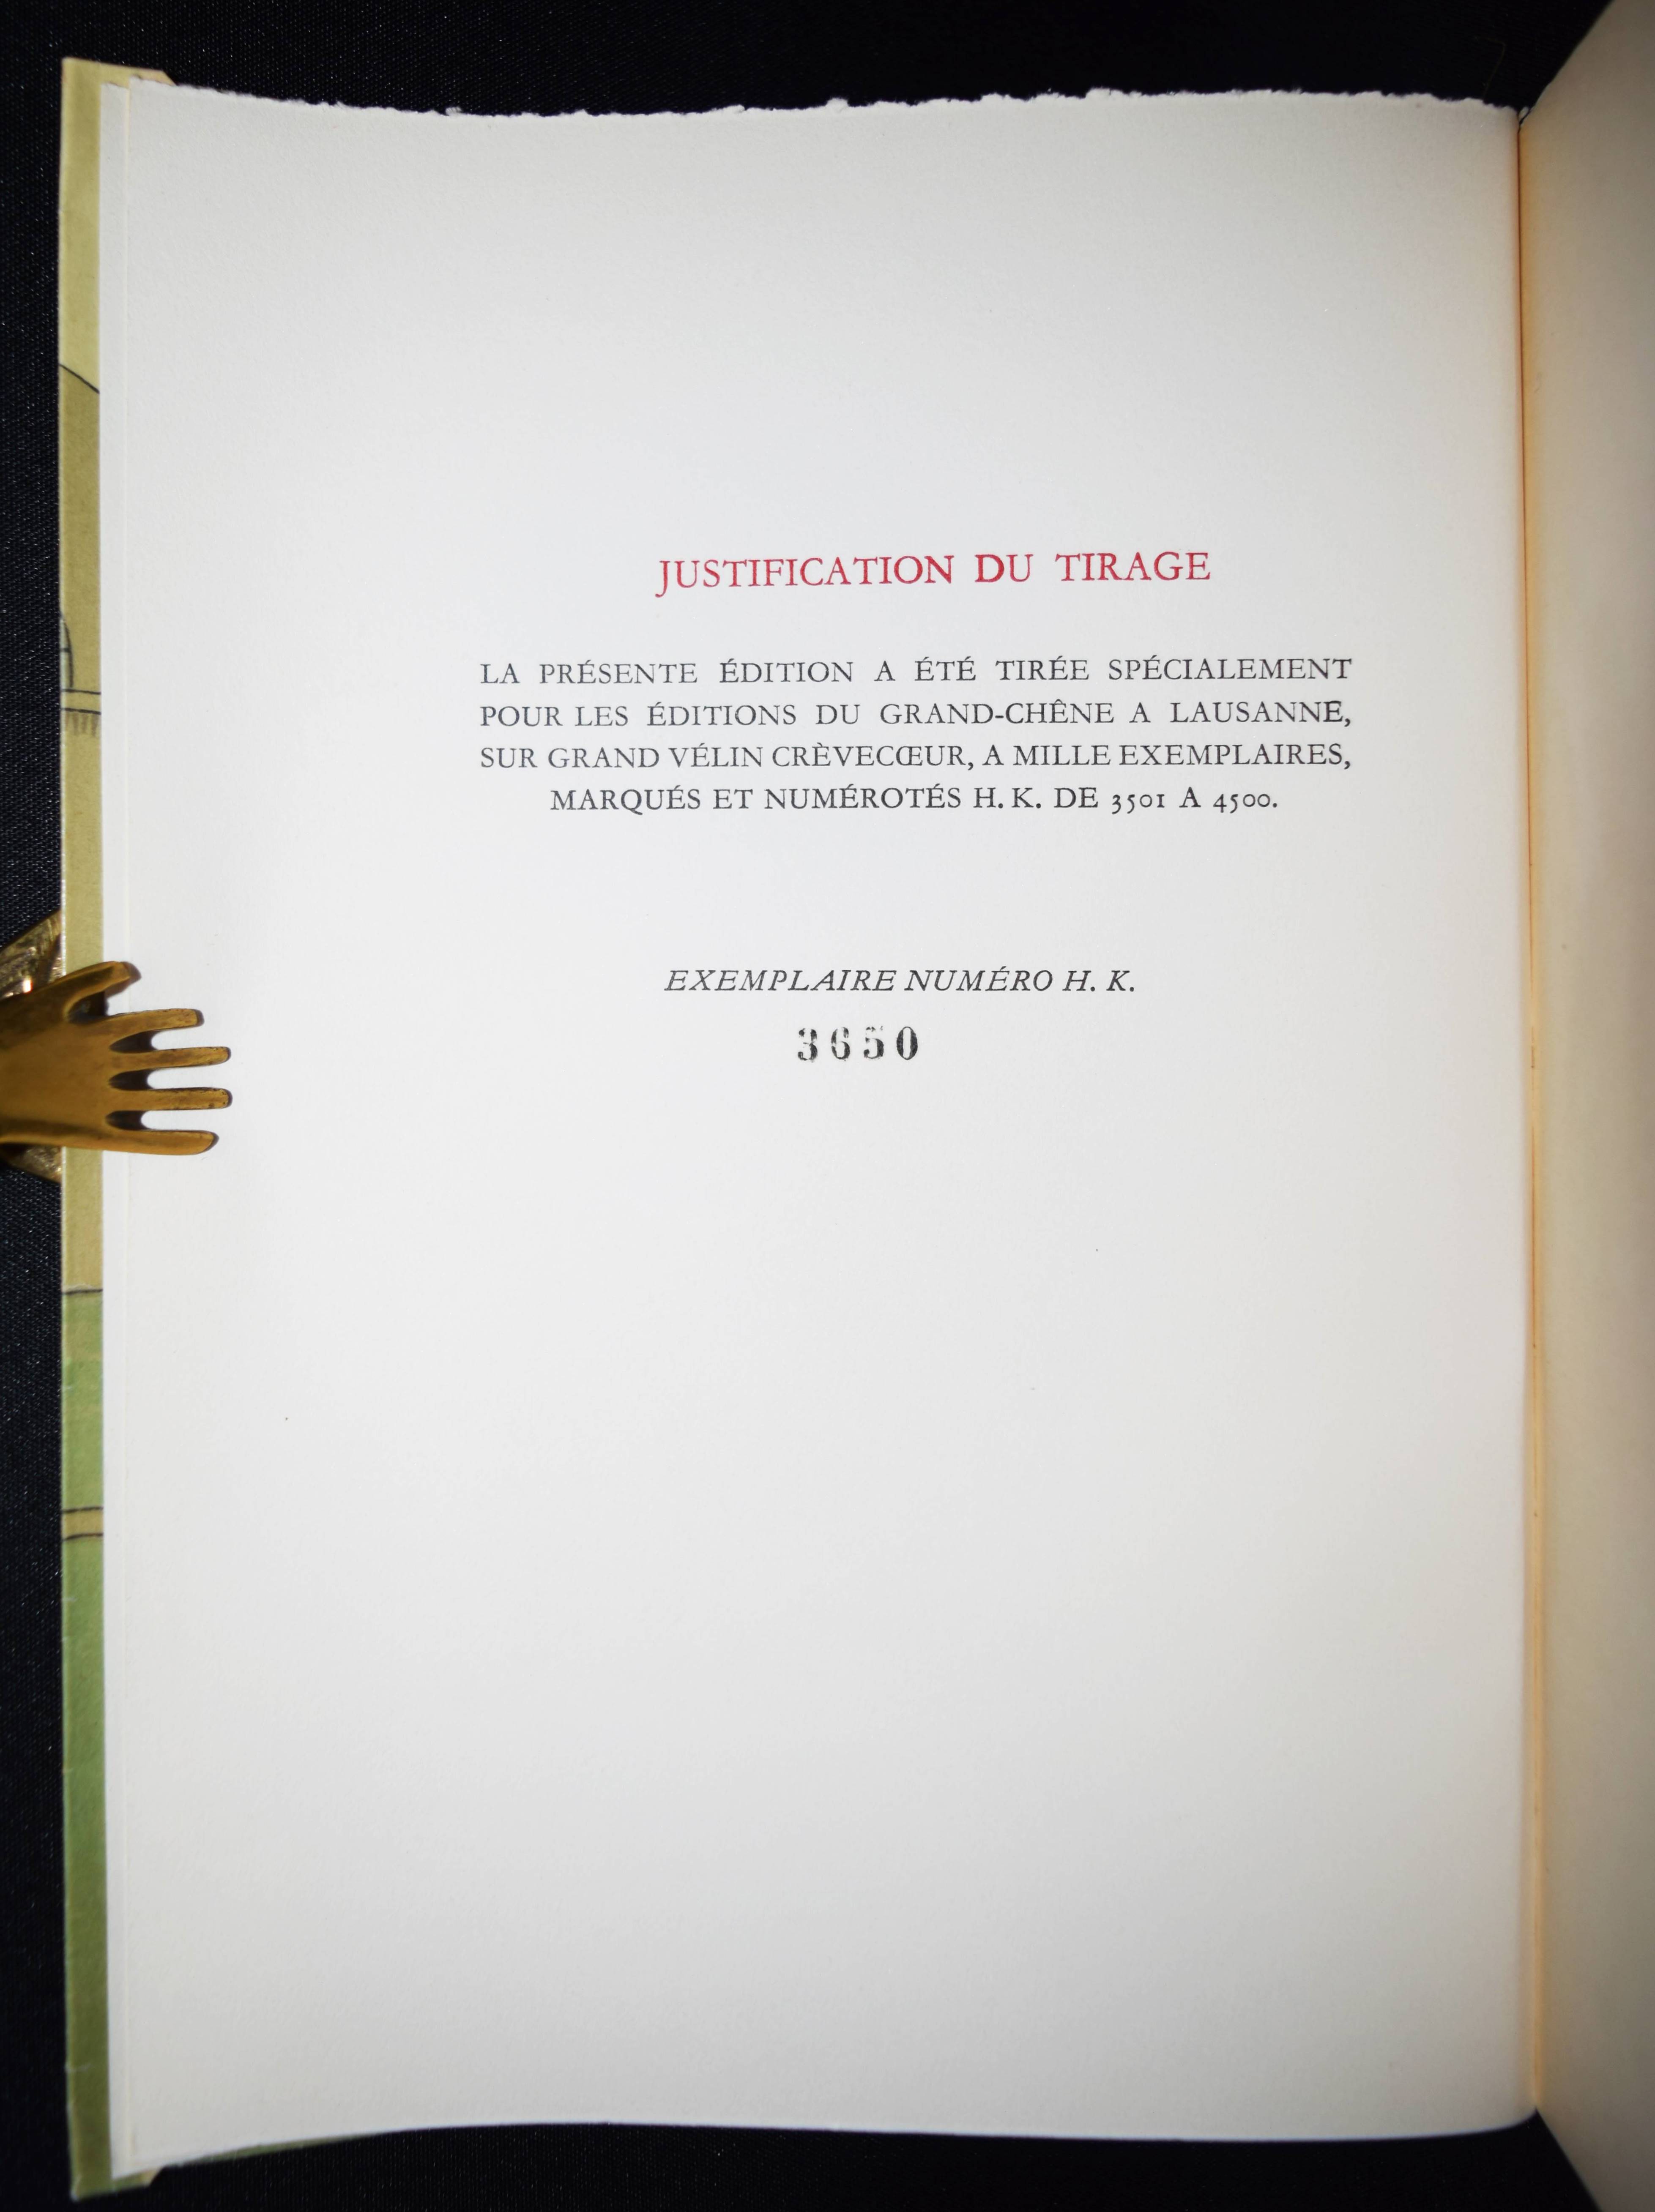 JUSTIFICATION DU TIRAGE
LA PRÉSENTE ÉDITION A ÉTÉ TIRÉE SPÉCIALEMENT
POUR LES ÉDITIONS DU GRAND-CHÊNE A LAUSANNE,
SUR GRAND VÉLIN CRÈVECŒUR, A MILLE EXEMPLAIRES,
MARQUÉS ET NUMÉROTÉS H. K. DE 3501 A 4500.
EXEMPLAIRE NUMÉRO H. K.
3650